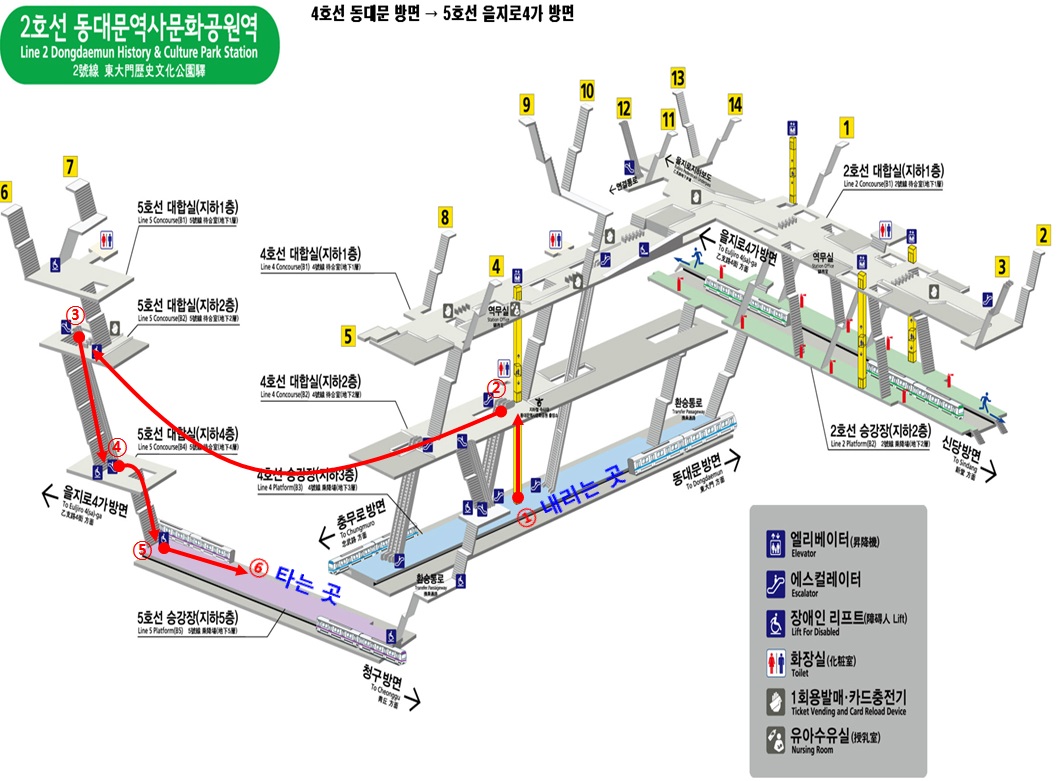 4호선 동대문 방면 → 5호선 을지로4가 방면
2호선 동대문역사문화공원역
Line 2 Dongdaemun History & Culture Park Station
2號線 東大門歷史文化公園驛
6
7
8
9
10
12
11
13
14
1
2
3
4
5
5호선 대합실(지하1층)
Line 5 Concourse(B1) 5號線 待合室(地下1層)
5호선 대합실(지하2층)
Line 5 Concourse(B2) 5號線 待合室(地下2層)
5호선 대합실(지하4층)
Line 5 Concourse(B4) 5號線 待合室(地下4層)
5호선 승강장(지하5층)
Line 5 Platform(B5) 5號線 乘降場(地下5層)
4호선 대합실(지하1층)
Line 4 Concourse(B1) 4號線 待合室(地下1層)
4호선 대합실(지하2층)
Line 4 Concourse(B2) 4號線 待合室(地下2層)
4호선 승강장(지하3층)
Line 4 Platform(B3) 4號線 乘降場(地下3層)
2호선 대합실(지하1층)
Line 2 Concourse(B1) 2號線 待合室(地下1層)
2호선 승강장(지하2층)
Line 2 Platform(B2) 2號線 乘降場(地下2層)
을지로지하보도
연결통로
을지로4가방면
To Euljiro 4(sa)-ga
乙支路4街 方面
역무실
Station Office
역무실
Station Office
신당방면
To Sindang
新堂 方面
환승통로
Transfer Passageway
동대문방면
To Dongdaemun
東大門 方面
충무로방면
To Chungmuro
忠武路 方面
환승통로
Transfer Passageway
을지로4가방면
To Euljiro 4(sa)-ga
乙支路4街 方面
청구방면
To Cheonggu
靑丘 方面
① 내리는 곳
②
③
④
⑤
⑥ 타는 곳
엘리베이터(昇降機)
Elevator
에스컬레이터
Escalator
장애인 리프트(障碍人 Lift)
Lift For Disabled
화장실(化粧室)
Toilet
1회용발매·카드충전기
Ticket Vending and Card Reload Device
유아수유실(授乳室)
Nursing Room